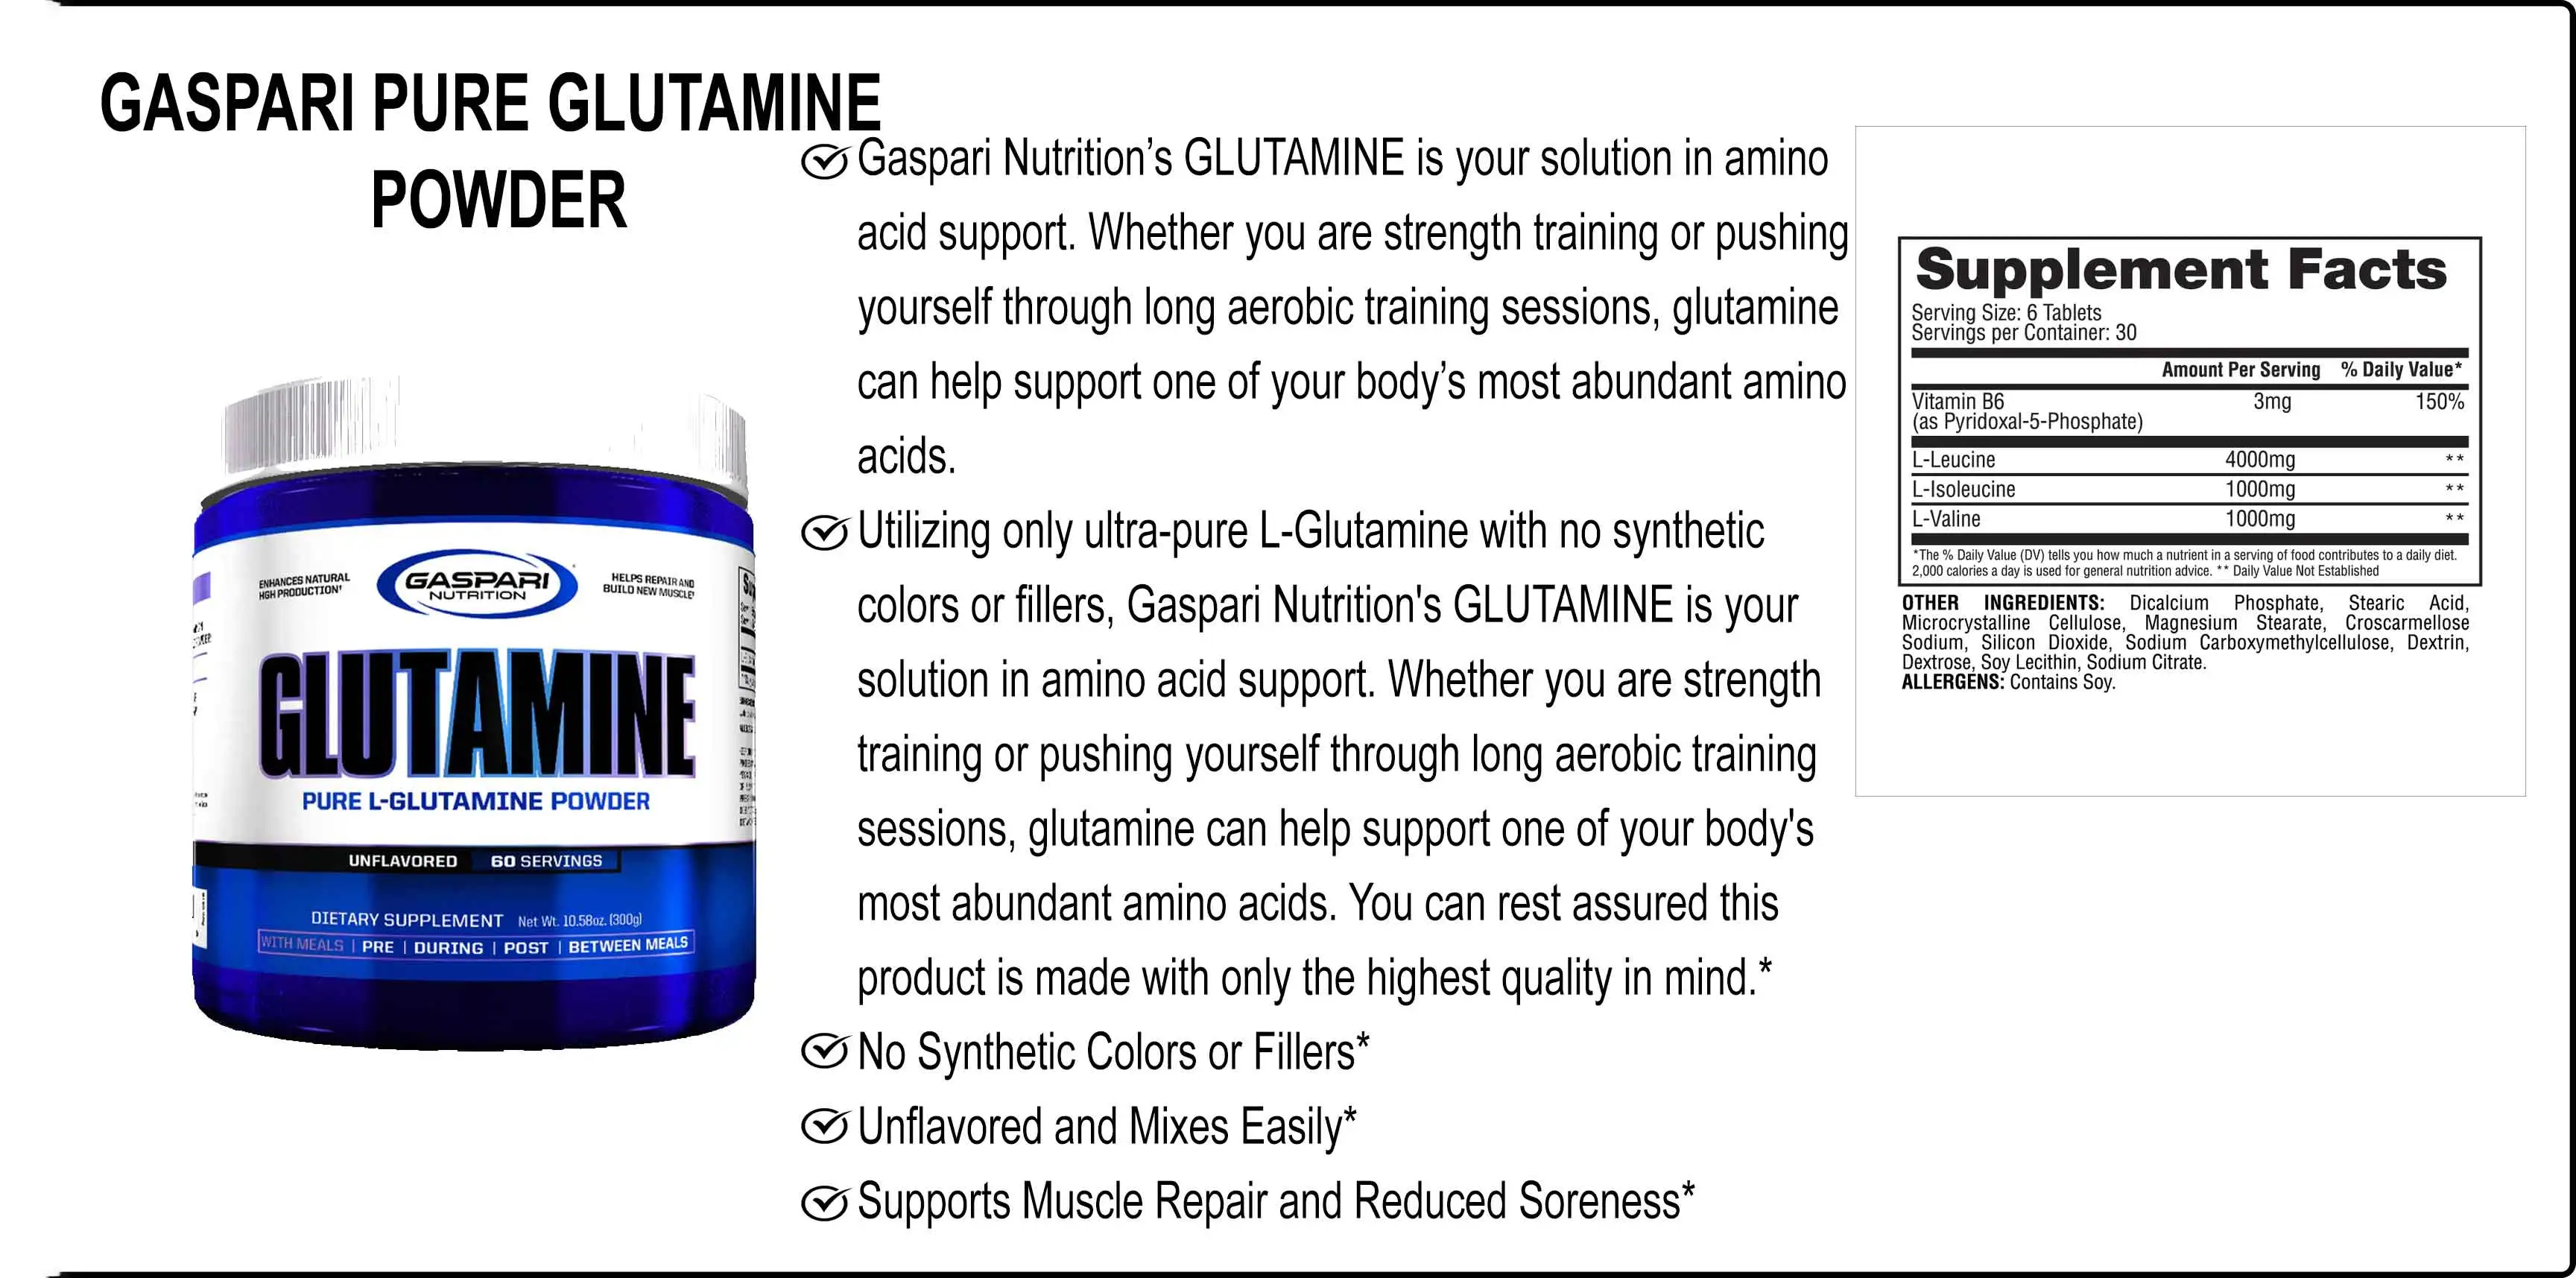 GASPARI PURE GLUTAMINE
POWDER
ENHANCES NATURAL
HGH PRODUCTION†
GASPARI
NUTRITION
HELPS REPAIR AND
BUILD NEW MUSCLE†
GLUTAMINE
PURE L-GLUTAMINE POWDER
UNFLAVORED 60 SERVINGS
DIETARY SUPPLEMENT Net Wt. 10.58oz. (300g)
WITH MEALS | PRE | DURING | POST | BETWEEN MEALS
Gaspari Nutrition’s GLUTAMINE is your solution in amino
acid support. Whether you are strength training or pushing
yourself through long aerobic training sessions, glutamine
can help support one of your body’s most abundant amino
acids.
Utilizing only ultra-pure L-Glutamine with no synthetic
colors or fillers, Gaspari Nutrition's GLUTAMINE is your
solution in amino acid support. Whether you are strength
training or pushing yourself through long aerobic training
sessions, glutamine can help support one of your body's
most abundant amino acids. You can rest assured this
product is made with only the highest quality in mind.*
No Synthetic Colors or Fillers*
Unflavored and Mixes Easily*
Supports Muscle Repair and Reduced Soreness*
Supplement Facts
Serving Size: 6 Tablets
Servings per Container: 30
Amount Per Serving % Daily Value*
Vitamin B6 3mg 150%
(as Pyridoxal-5-Phosphate)
L-Leucine 4000mg **
L-Isoleucine 1000mg **
L-Valine 1000mg **
*The % Daily Value (DV) tells you how much a nutrient in a serving of food contributes to a daily diet.
2,000 calories a day is used for general nutrition advice. ** Daily Value Not Established
OTHER INGREDIENTS: Dicalcium Phosphate, Stearic Acid,
Microcrystalline Cellulose, Magnesium Stearate, Croscarmellose
Sodium, Silicon Dioxide, Sodium Carboxymethylcellulose, Dextrin,
Dextrose, Soy Lecithin, Sodium Citrate.
ALLERGENS: Contains Soy.